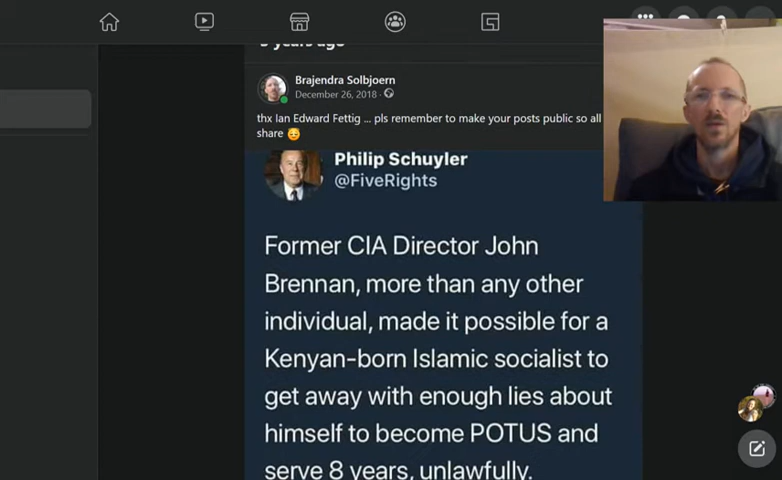 5 years ago
Brajendra Solbjoern
December 26, 2018 ·
thx Ian Edward Fettig ... pls remember to make your posts public so all
share 😌
Philip Schuyler
@FiveRights
Former CIA Director John
Brennan, more than any other
individual, made it possible for a
Kenyan-born Islamic socialist to
get away with enough lies about
himself to become POTUS and
serve 8 years, unlawfully.